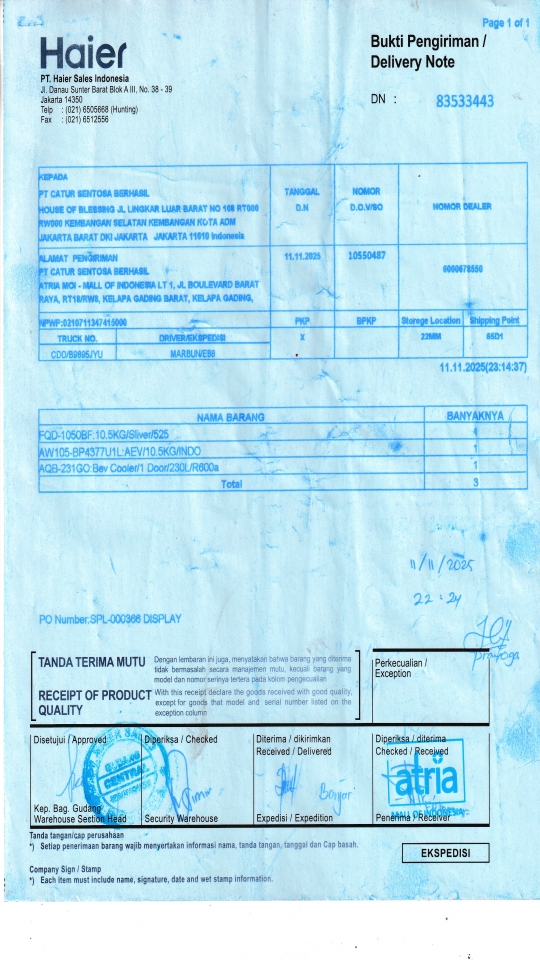 Page 1 of 1
Haier
Bukti Pengiriman /
Delivery Note
PT. Haier Sales Indonesia
Jl. Danau Sunter Barat Blok A III, No. 38 - 39
Jakarta 14350
Telp : (021) 6505668 (Hunting)
Fax : (021) 6512556
DN : 83533443
KEPADA
PT CATUR SENTOSA BERHASIL
HOUSE OF BLESSING JL LINGKAR LUAR BARAT NO 108 RT000
RW000 KEMBANGAN SELATAN KEMBANGAN KOTA ADM
JAKARTA BARAT DKI JAKARTA JAKARTA 11610 Indonesia
TANGGAL
D.N
NOMOR
D.O.V/SO
NOMOR DEALER
ALAMAT PENGIRIMAN
PT CATUR SENTOSA BERHASIL
ATRIA MOI - MALL OF INDONESIA LT 1, JL BOULEVARD BARAT
RAYA, RT18/RW8, KELAPA GADING BARAT, KELAPA GADING,
11.11.2025
10550487
NPWP:0210711347415000
PKP
BPKP
Storege Location
Shipping Point
TRUCK NO.
DRIVER/EKSPEDISI
X
22MM
85D1
CDD/B9895JYU
MARBUN/E88
11.11.2025(23:14:37)
NAMA BARANG
BANYAKNYA
FQD-1050BF:10.5KG/Sliver/525
1
AW105-BP4377U1L:AEV/10.5KG/INDO
1
AQB-231GO:Bev Cooler/1 Door/230L/R600a
1
Total
3
11/11/2025
22:24
PO Number:SPL-000366 DISPLAY
prayoga
TANDA TERIMA MUTU
Dengan lembaran ini juga, menyatakan bahwa barang yang diterima
tidak bermasalah secara manajemen mutu, kecuali barang yang
model dan nomor serinya tertera pada kolom pengecualian
RECEIPT OF PRODUCT
QUALITY
With this receipt declare the goods received with good quality,
except for goods that model and serial number listed on the
exception column
Perkecualian /
Exception
Disetujui / Approved
Diperiksa / Checked
Diterima / dikirimkan
Received / Delivered
Diperiksa / diterima
Checked / Received
GUDANG
CENTRAL
atria
MALL OF INDONESIA
Kep. Bag. Gudang
Warehouse Section Head
Security Warehouse
Expedisi / Expedition
Penerima / Receiver
Tanda tangan/cap perusahaan
*) Setiap penerimaan barang wajib menyertakan informasi nama, tanda tangan, tanggal dan Cap basah.
EKSPEDISI
Company Sign / Stamp
*) Each item must include name, signature, date and wet stamp information.